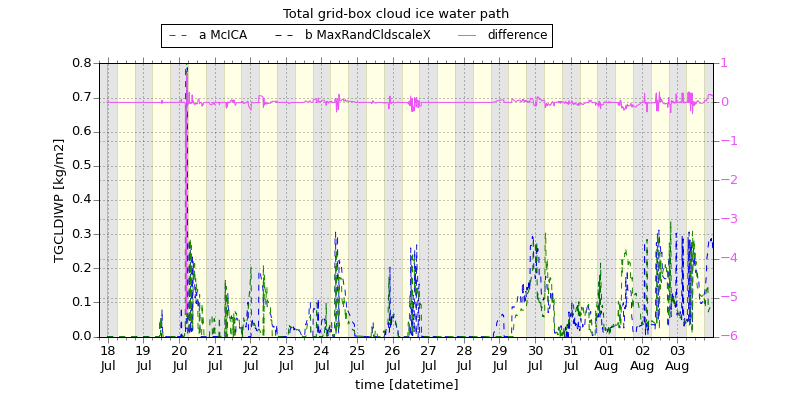 Total grid-box cloud ice water path
a McICA
b MaxRandCldscaleX
difference
TGCLDIWP [kg/m2]
0.8
0.7
0.6
0.5
0.4
0.3
0.2
0.1
0.0
1
0
−1
−2
−3
−4
−5
−6
18 19 20 21 22 23 24 25 26 27 28 29 30 31 01 02 03
Jul Jul Jul Jul Jul Jul Jul Jul Jul Jul Jul Jul Jul Jul Aug Aug Aug
time [datetime]